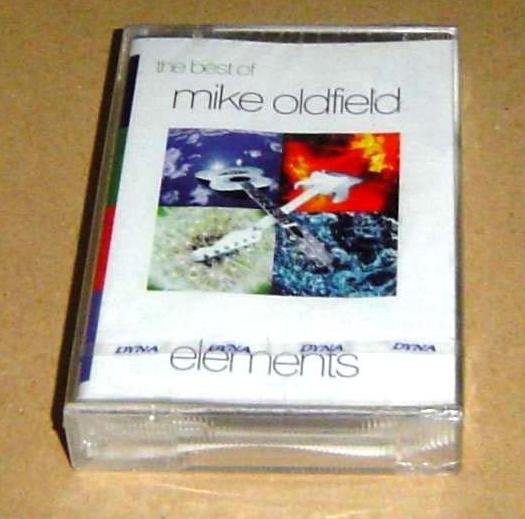 the best of
mike oldfield
DYNA DYNA DYNA DYNA
elements